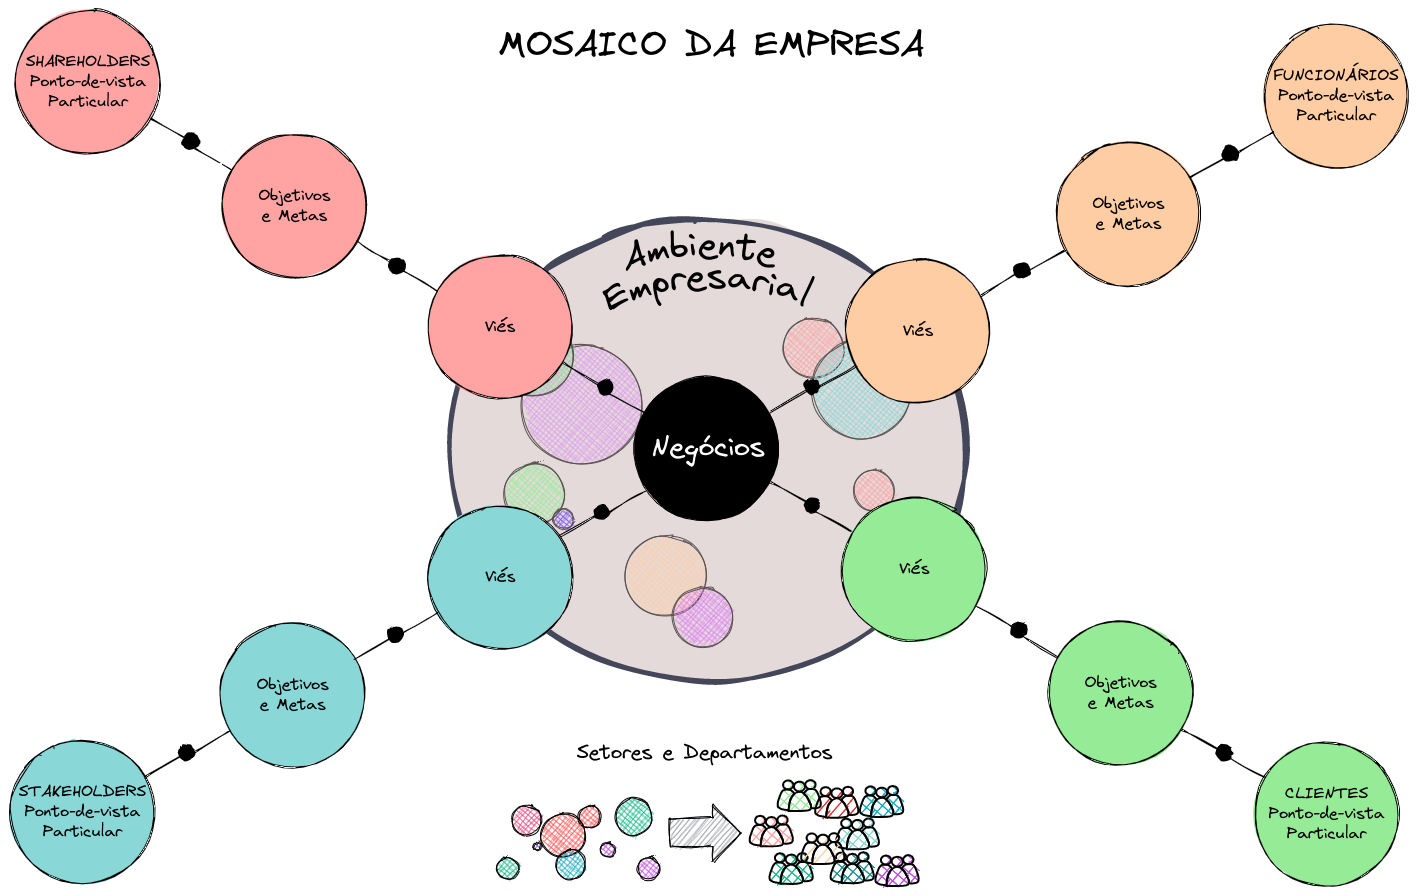 MOSAICO DA EMPRESA
SHAREHOLDERS
Ponto-de-vista
Particular
FUNCIONÁRIOS
Ponto-de-vista
Particular
Objetivos
e Metas
Objetivos
e Metas
Ambiente
Empresarial
Viés
Viés
Negócios
Viés
Viés
Objetivos
e Metas
Objetivos
e Metas
STAKEHOLDERS
Ponto-de-vista
Particular
CLIENTES
Ponto-de-vista
Particular
Setores e Departamentos